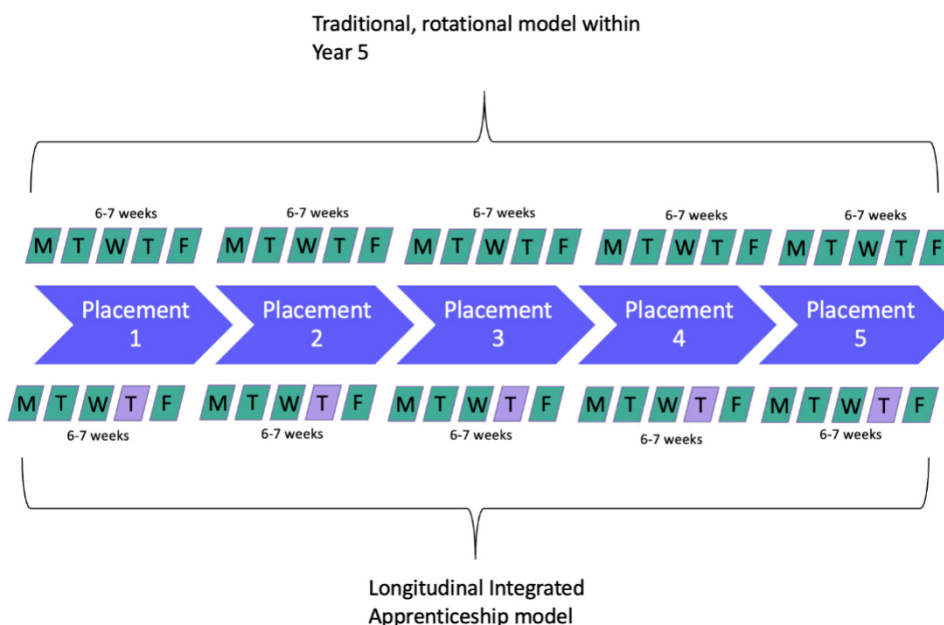 Traditional, rotational model within
Year 5
6-7 weeks 6-7 weeks 6-7 weeks 6-7 weeks 6-7 weeks
M T W T F M T W T F M T W T F M T W T F M T W T F
Placement Placement Placement Placement Placement
1 2 3 4 5
M T W T F M T W T F M T W T F M T W T F M T W T F
6-7 weeks 6-7 weeks 6-7 weeks 6-7 weeks 6-7 weeks
Longitudinal Integrated
Apprenticeship model